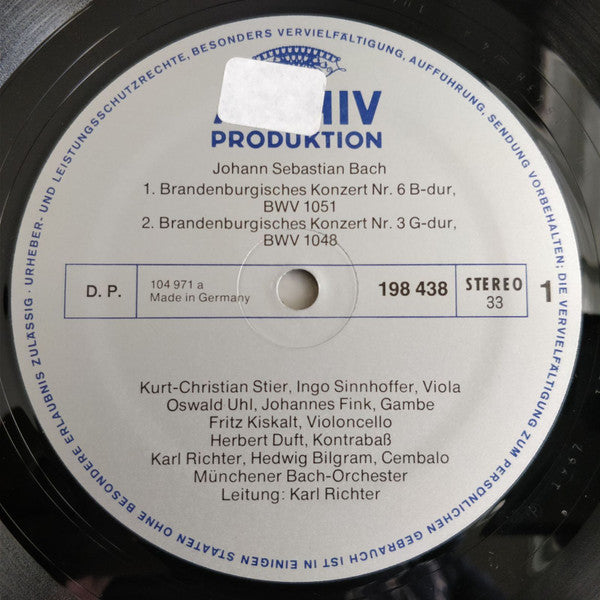 PRODUKTION
Johann Sebastian Bach
1. Brandenburgisches Konzert Nr. 6 B-dur,
BWV 1051
2. Brandenburgisches Konzert Nr. 3 G-dur,
BWV 1048
D. P.
104 971 a
Made in Germany
198 438
STEREO
33
1
Kurt-Christian Stier, Ingo Sinnhoffer, Viola
Oswald Uhl, Johannes Fink, Gambe
Fritz Kiskalt, Violoncello
Herbert Duft, Kontrabaß
Karl Richter, Hedwig Bilgram, Cembalo
Münchener Bach-Orchester
Leitung: Karl Richter
URHEBER- UND LEISTUNGSSCHUTZRECHTE, BESONDERS VERVIELFÄLTIGUNG, AUFFÜHRUNG, SENDUNG VORBEHALTEN; DIE VERVIELFÄLTIGUNG ZUM PERSÖNLICHEN GEBRAUCH IST IN EINIGEN STAATEN OHNE BESONDERE ERLAUBNIS ZULÄSSIG ·